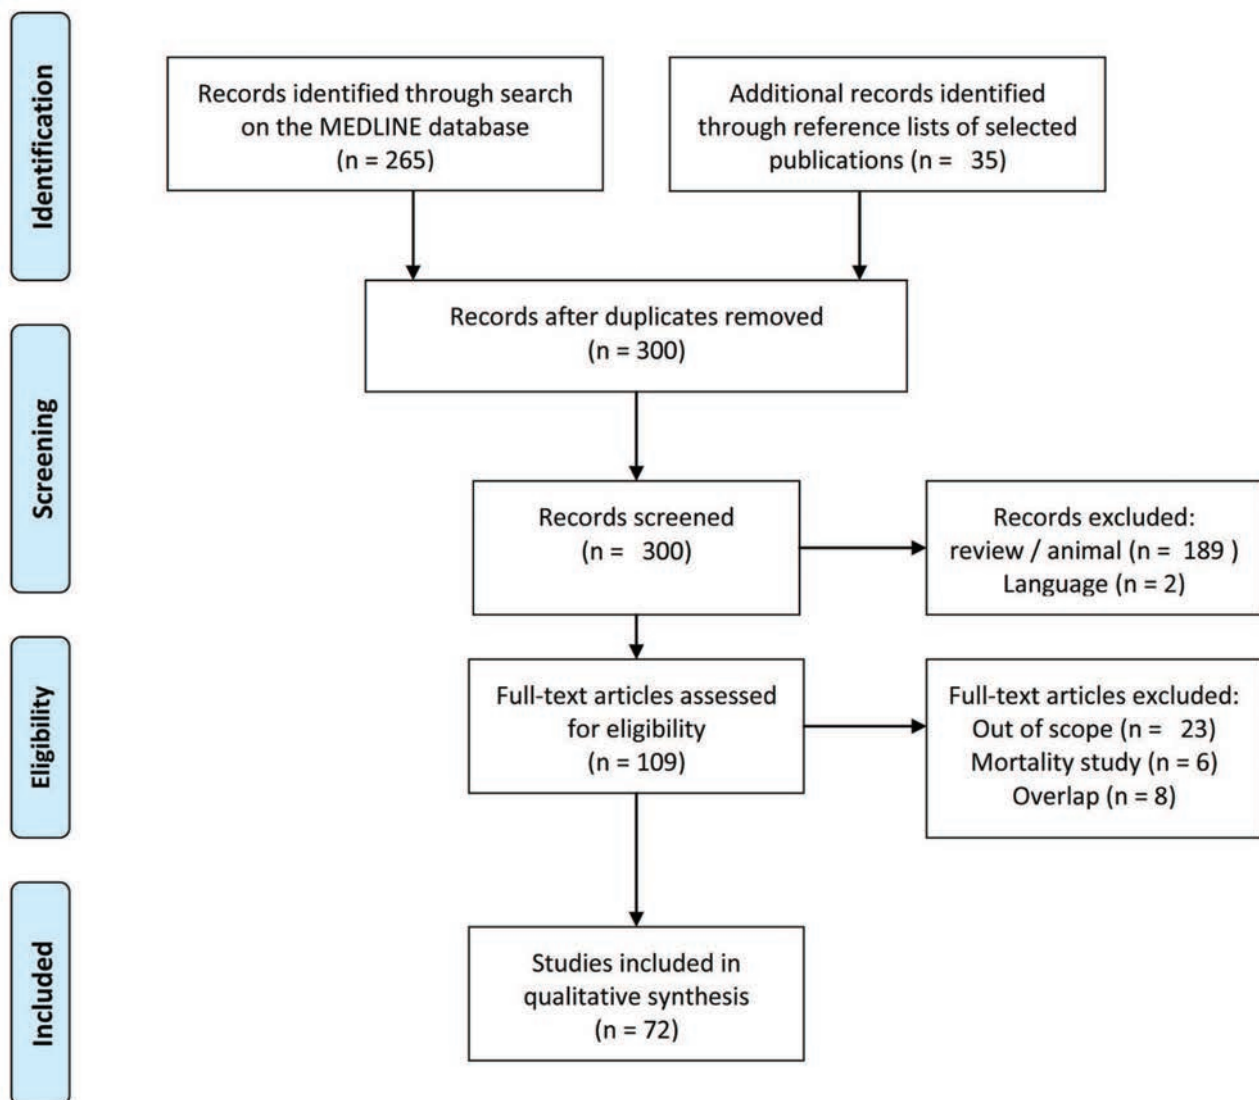 Identification
Records identified through search
on the MEDLINE database
(n = 265)
Additional records identified
through reference lists of selected
publications (n = 35)
Records after duplicates removed
(n = 300)
Screening
Records screened
(n = 300)
Records excluded:
review / animal (n = 189 )
Language (n = 2)
Eligibility
Full-text articles assessed
for eligibility
(n = 109)
Full-text articles excluded:
Out of scope (n = 23)
Mortality study (n = 6)
Overlap (n = 8)
Included
Studies included in
qualitative synthesis
(n = 72)